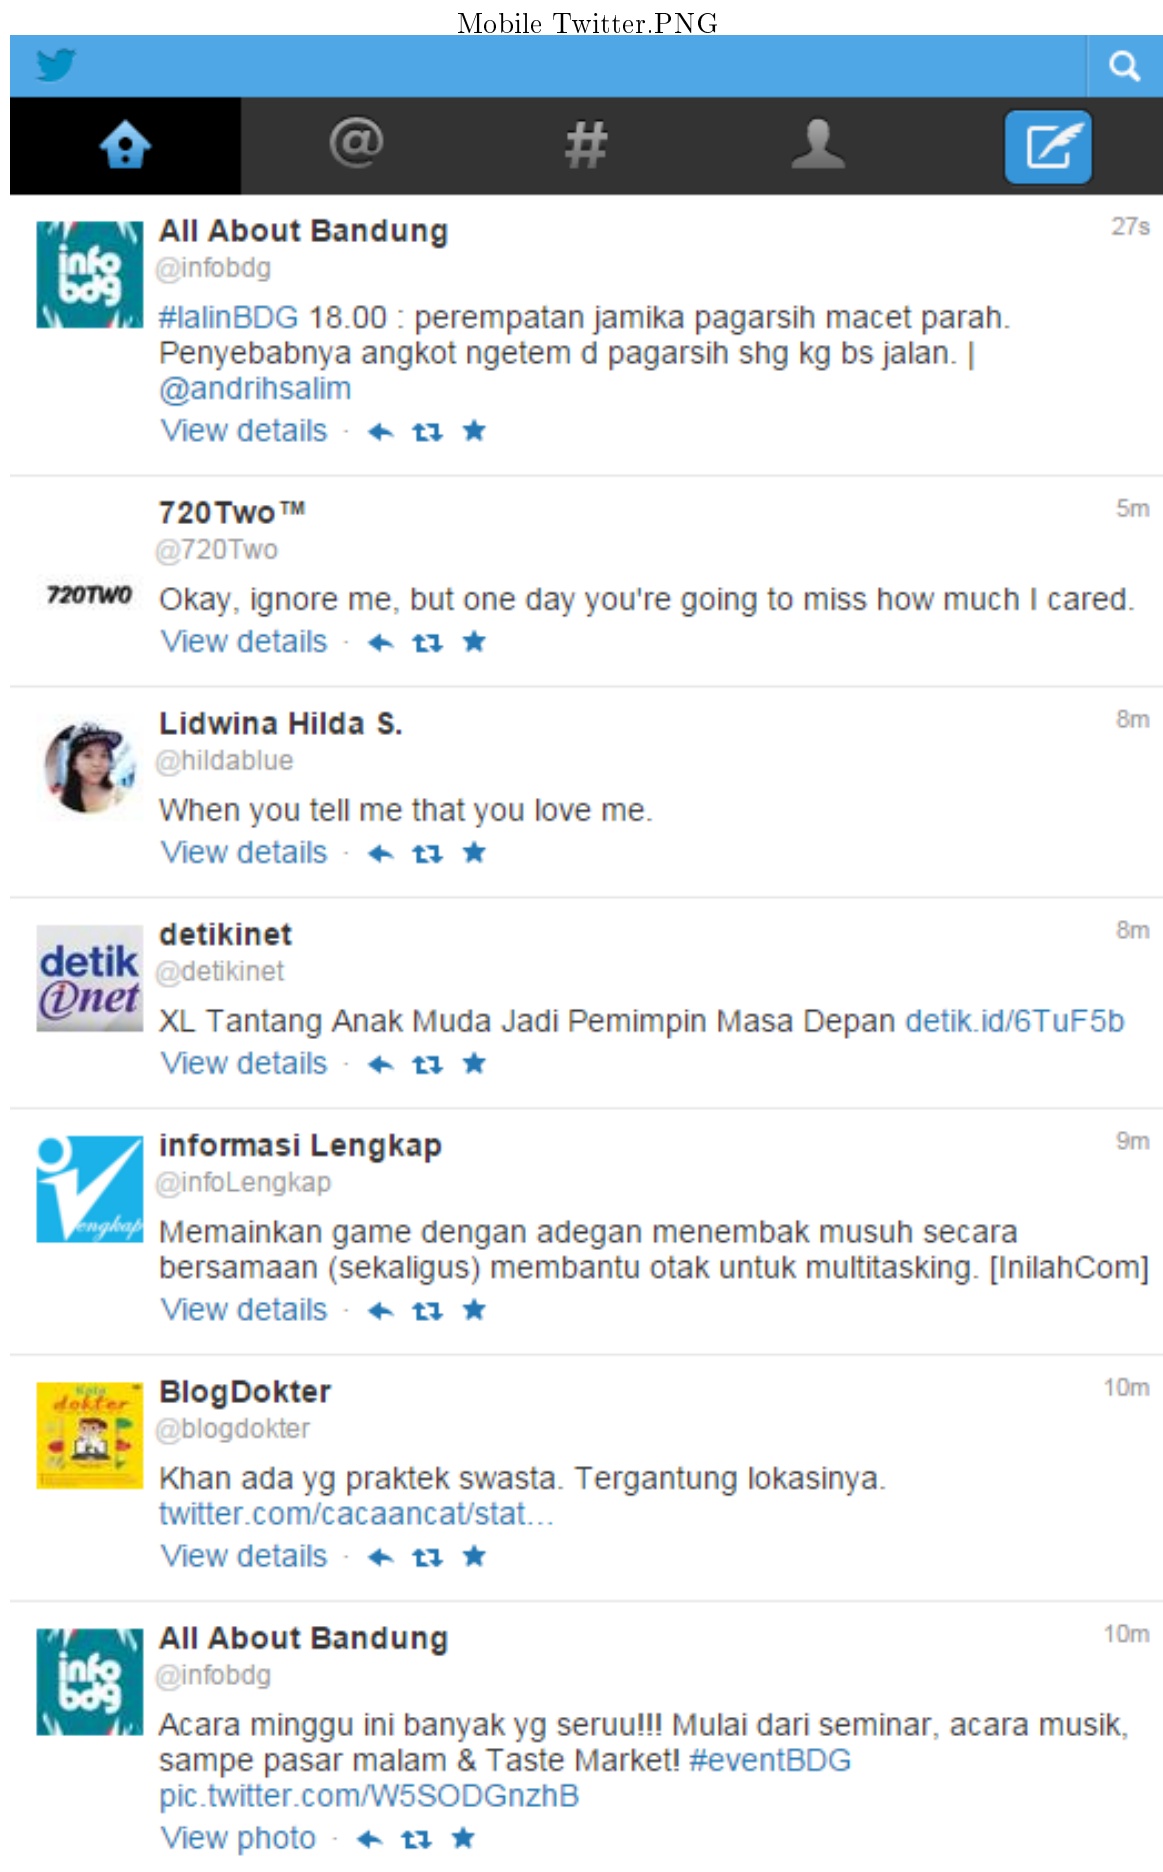 Mobile Twitter.PNG
@
#
info
bdg
All About Bandung
27s
@infobdg
#lalinBDG 18.00 : perempatan jamika pagarsih macet parah.
Penyebabnya angkot ngetem d pagarsih shg kg bs jalan. |
@andrihsalim
View details ·
720TWO
720Two™
5m
@720Two
Okay, ignore me, but one day you're going to miss how much I cared.
View details ·
Lidwina Hilda S.
8m
@hildablue
When you tell me that you love me.
View details ·
detik
inet
detikinet
8m
@detikinet
XL Tantang Anak Muda Jadi Pemimpin Masa Depan detik.id/6TuF5b
View details ·
engkap
informasi Lengkap
9m
@infoLengkap
Memainkan game dengan adegan menembak musuh secara
bersamaan (sekaligus) membantu otak untuk multitasking. [InilahCom]
View details ·
dokter
BlogDokter
10m
@blogdokter
Khan ada yg praktek swasta. Tergantung lokasinya.
twitter.com/cacaancat/stat...
View details ·
info
bdg
All About Bandung
10m
@infobdg
Acara minggu ini banyak yg seruu!!! Mulai dari seminar, acara musik,
sampe pasar malam & Taste Market! #eventBDG
pic.twitter.com/W5SODGnzhB
View photo ·